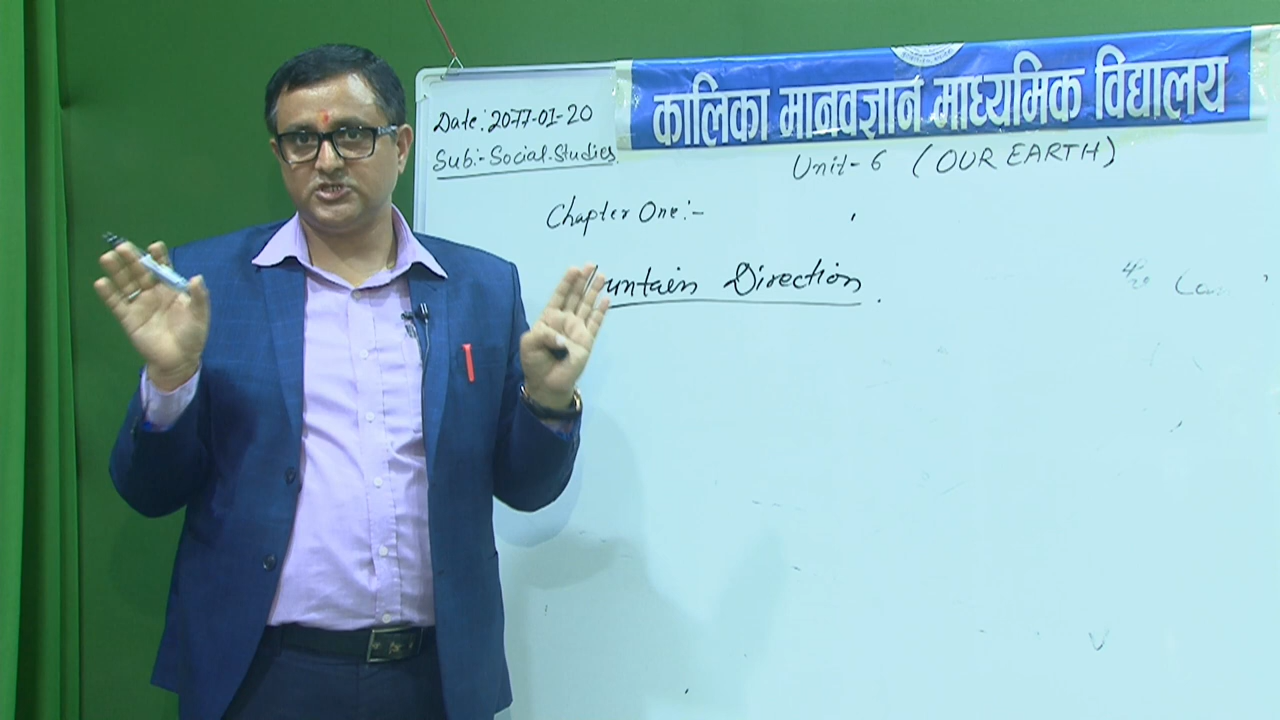 कालिका मानवज्ञान माध्यमिक विद्यालय
Date: 2077-01-20
Sub:- Social Studies
Unit-6 (OUR EARTH)
Chapter One:-
Direction